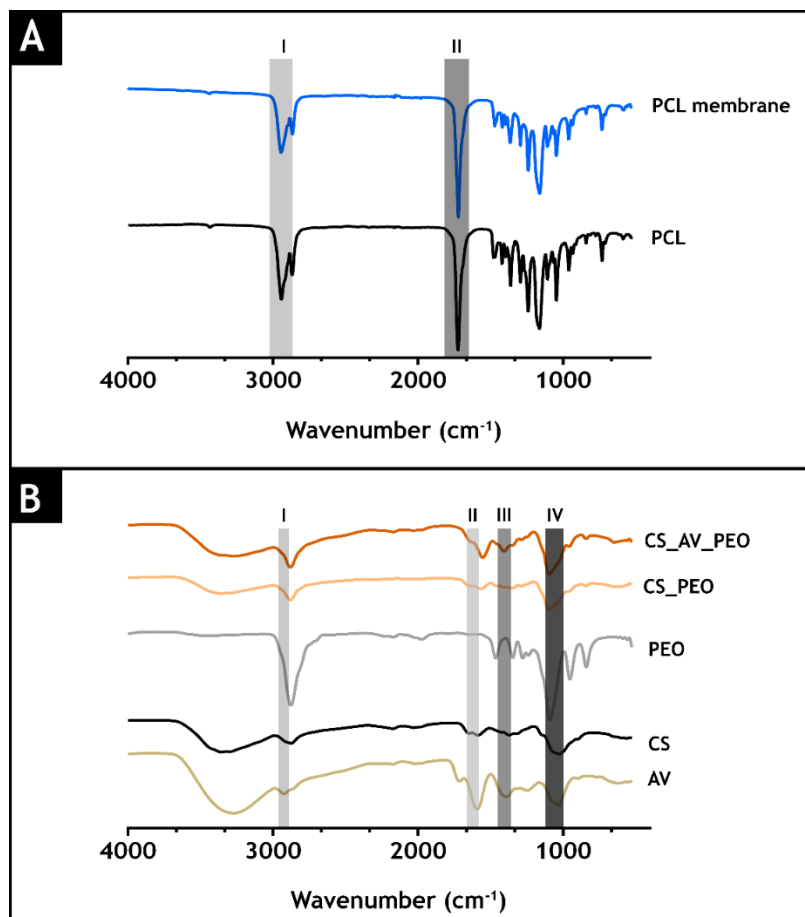 A
I II
PCL membrane
PCL
4000 3000 2000 1000
Wavenumber (cm⁻¹)
B
I II III IV
CS_AV_PEO
CS_PEO
PEO
CS
AV
4000 3000 2000 1000
Wavenumber (cm⁻¹)